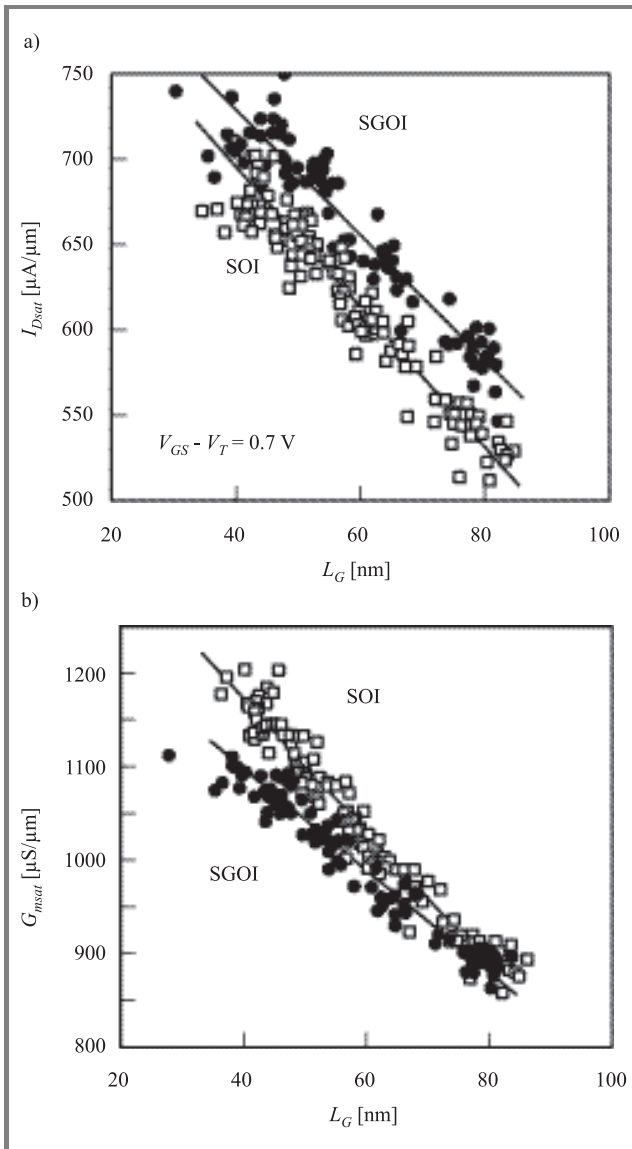 a)
750
700
650
600
550
500
I_Dsat [µA/µm]
SGOI
SOI
V_GS - V_T = 0.7 V
20 40 60 80 100
L_G [nm]
b)
1200
1100
1000
900
800
G_msat [µS/µm]
SOI
SGOI
20 40 60 80 100
L_G [nm]